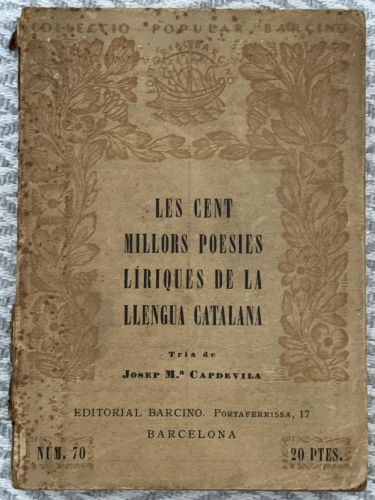 COL·LECCIÓ POPULAR BARCINO
LES CENT
MILLORS POESIES
LÍRIQUES DE LA
LLENGUA CATALANA
Tria de
JOSEP M.ª CAPDEVILA
EDITORIAL BARCINO. PORTAFERRISSA, 17
BARCELONA
NÚM. 70
20 PTES.